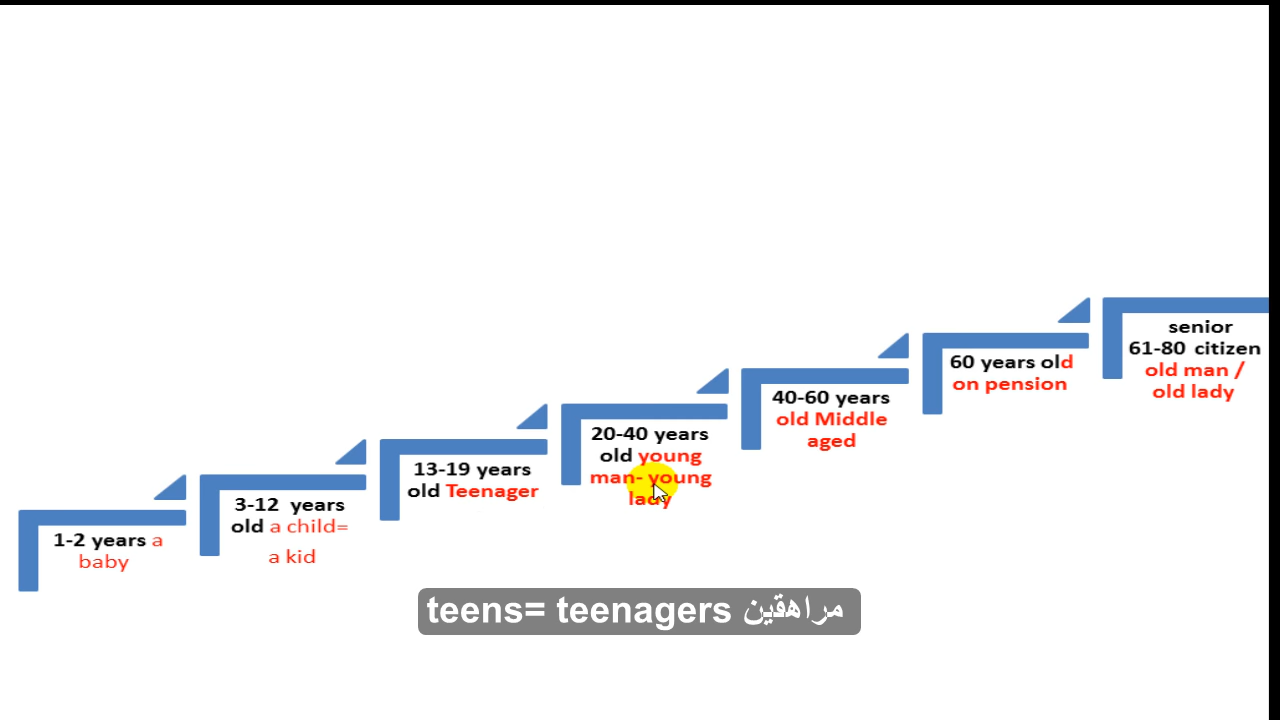 1-2 years a
baby
3-12 years
old a child=
a kid
13-19 years
old Teenager
20-40 years
old young
man- young
lady
40-60 years
old Middle
aged
60 years old
on pension
senior
61-80 citizen
old man /
old lady
teens= teenagers مراهقين